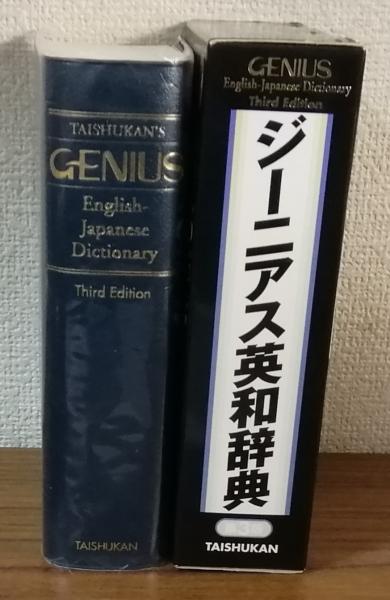 TAISHUKAN'S
GENIUS
English-
Japanese
Dictionary
Third Edition
TAISHUKAN
GENIUS
English-Japanese Dictionary
Third Edition
ジーニアス英和辞典
TAISHUKAN